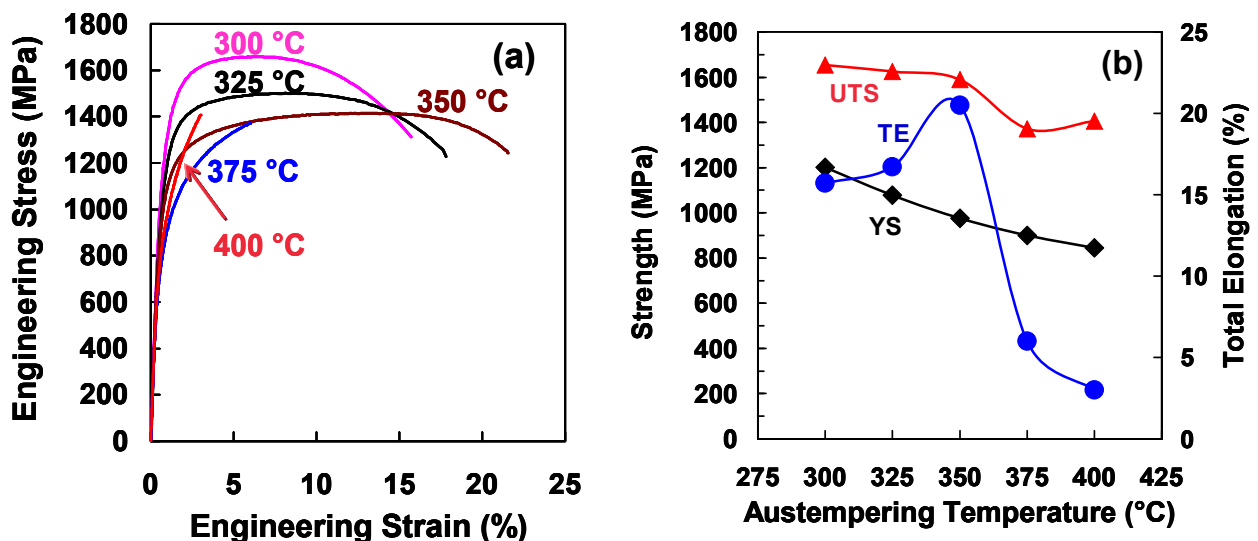 (a)
Engineering Stress (MPa)
1800
1600
1400
1200
1000
800
600
400
200
0
300 °C
325 °C
350 °C
375 °C
400 °C
0 5 10 15 20 25
Engineering Strain (%)
(b)
Strength (MPa)
1800
1600
1400
1200
1000
800
600
400
200
0
UTS
TE
YS
25
20
15
10
5
0
Total Elongation (%)
275 300 325 350 375 400 425
Austempering Temperature (°C)